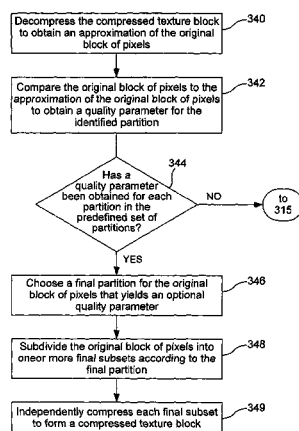 Decompress the compressed texture block
to obtain an approximation of the original
block of pixels
340
Compare the original block of pixels to the
approximation of the original block of pixels
to obtain a quality parameter for the
identified partition
342
344
Has a
quality parameter
been obtained for each
partition in the
predefined set of
partitions?
NO
to
315
YES
Choose a final partition for the original
block of pixels that yields an optional
quality parameter
346
Subdivide the original block of pixels into
oneor more final subsets according to the
final partition
348
Independently compress each final subset
to form a compressed texture block
349